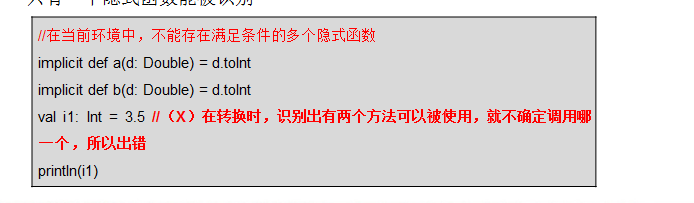 //在当前环境中，不能存在满足条件的多个隐式函数
implicit def a(d: Double) = d.toInt
implicit def b(d: Double) = d.toInt
val i1: Int = 3.5 //（X）在转换时，识别出有两个方法可以被使用，就不确定调用哪
一个，所以出错
println(i1)